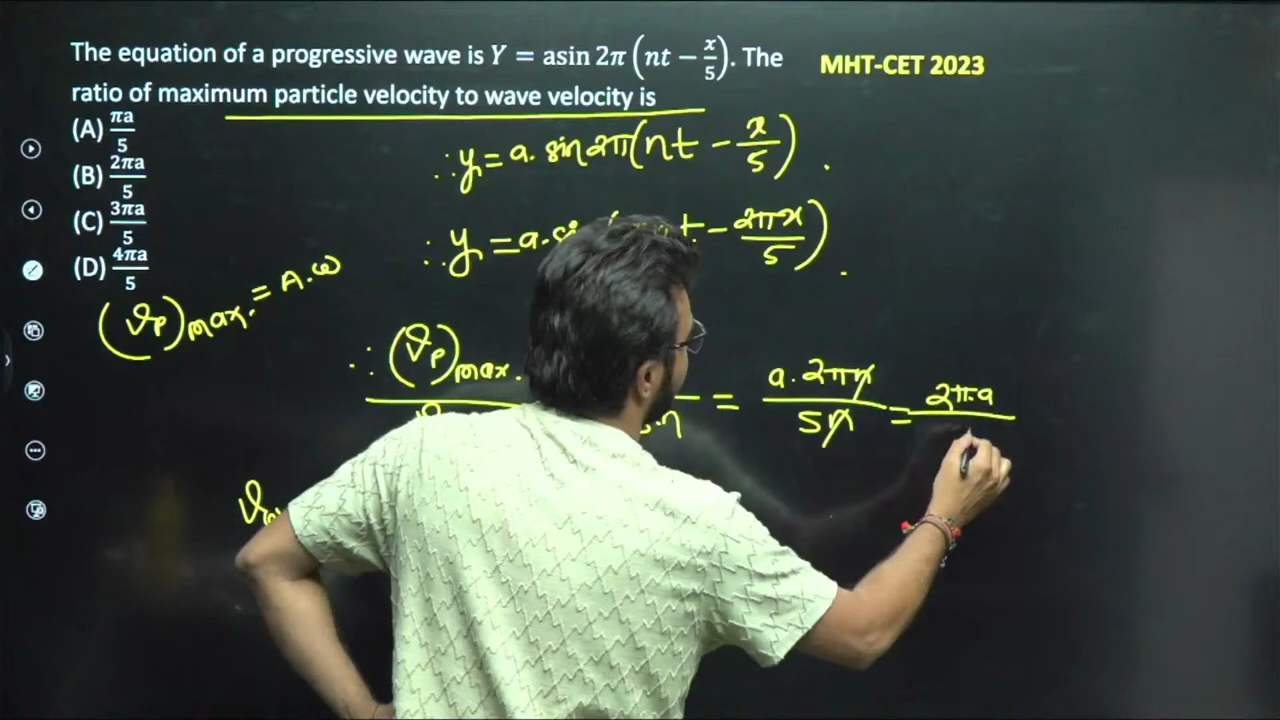 The equation of a progressive wave is Y = asin 2π (nt − x/5). The
ratio of maximum particle velocity to wave velocity is
MHT-CET 2023
(A) πa/5
(B) 2πa/5
(C) 3πa/5
(D) 4πa/5
∴ y = a. sin 2π (nt − x/5).
∴ y = a. t − 2πx/5).
(vp)max. = A.ω
∴ (vp)max. = a.2πn/5n = 2π.a